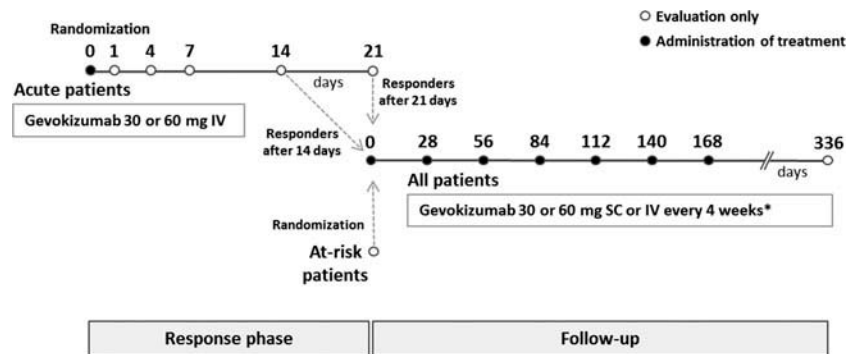 Randomization
0 1 4 7 14 21
days
Acute patients
Gevokizumab 30 or 60 mg IV
Evaluation only
Administration of treatment
Responders
after 21 days
Responders
after 14 days
0 28 56 84 112 140 168 336
days
All patients
Gevokizumab 30 or 60 mg SC or IV every 4 weeks*
Randomization
At-risk
patients
Response phase
Follow-up